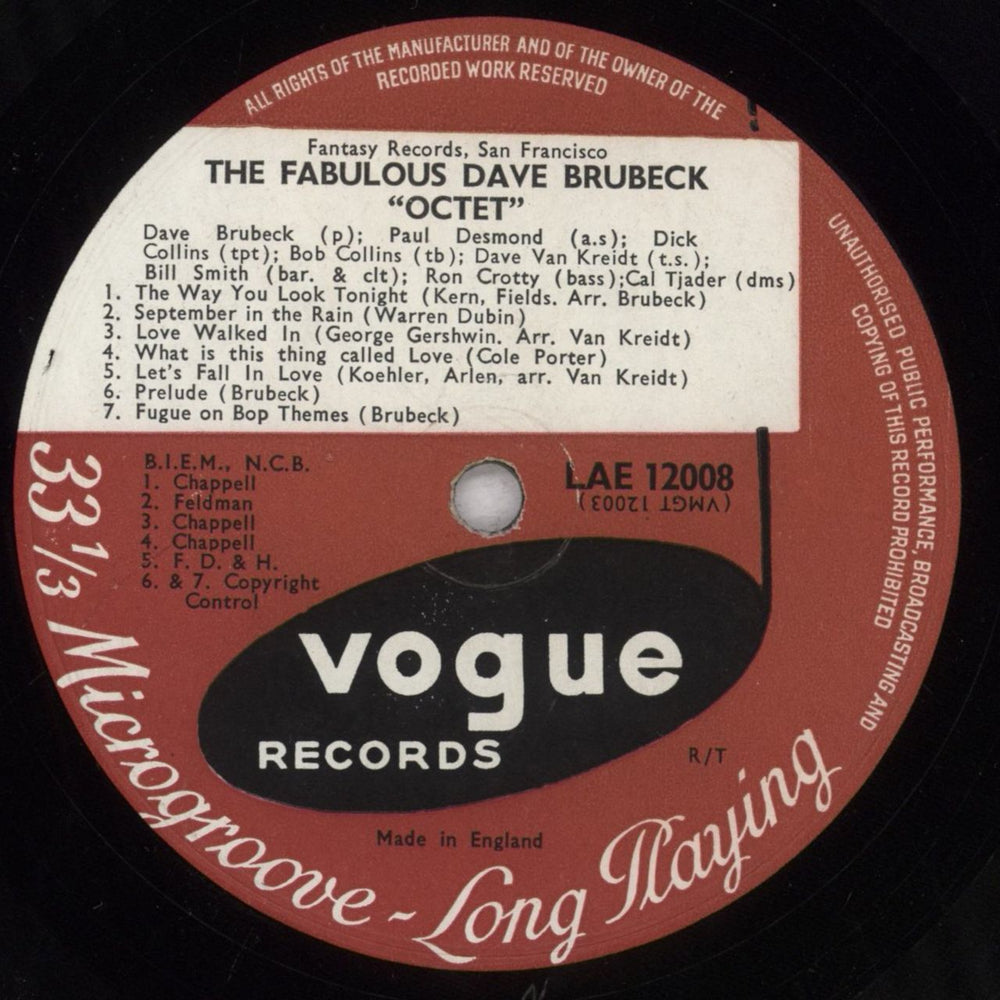 ALL RIGHTS OF THE MANUFACTURER AND OF THE OWNER OF THE
RECORDED WORK RESERVED
Fantasy Records, San Francisco
THE FABULOUS DAVE BRUBECK
“OCTET”
Dave Brubeck (p); Paul Desmond (a.s); Dick
Collins (tpt); Bob Collins (tb); Dave Van Kreidt (t.s.);
Bill Smith (bar. & clt); Ron Crotty (bass);Cal Tjader (dms)
1. The Way You Look Tonight (Kern, Fields. Arr. Brubeck)
2. September in the Rain (Warren Dubin)
3. Love Walked In (George Gershwin. Arr. Van Kreidt)
4. What is this thing called Love (Cole Porter)
5. Let's Fall In Love (Koehler, Arlen, arr. Van Kreidt)
6. Prelude (Brubeck)
7. Fugue on Bop Themes (Brubeck)
UNAUTHORISED PUBLIC PERFORMANCE, BROADCASTING AND
COPYING OF THIS RECORD PROHIBITED
B.I.E.M., N.C.B.
1. Chappell
2. Feldman
3. Chappell
4. Chappell
5. F. D. & H.
6. & 7. Copyright
Control
LAE 12008
(VMGT 12003)
vogue
RECORDS
R/T
Made in England
33⅓ Microgroove - Long Playing